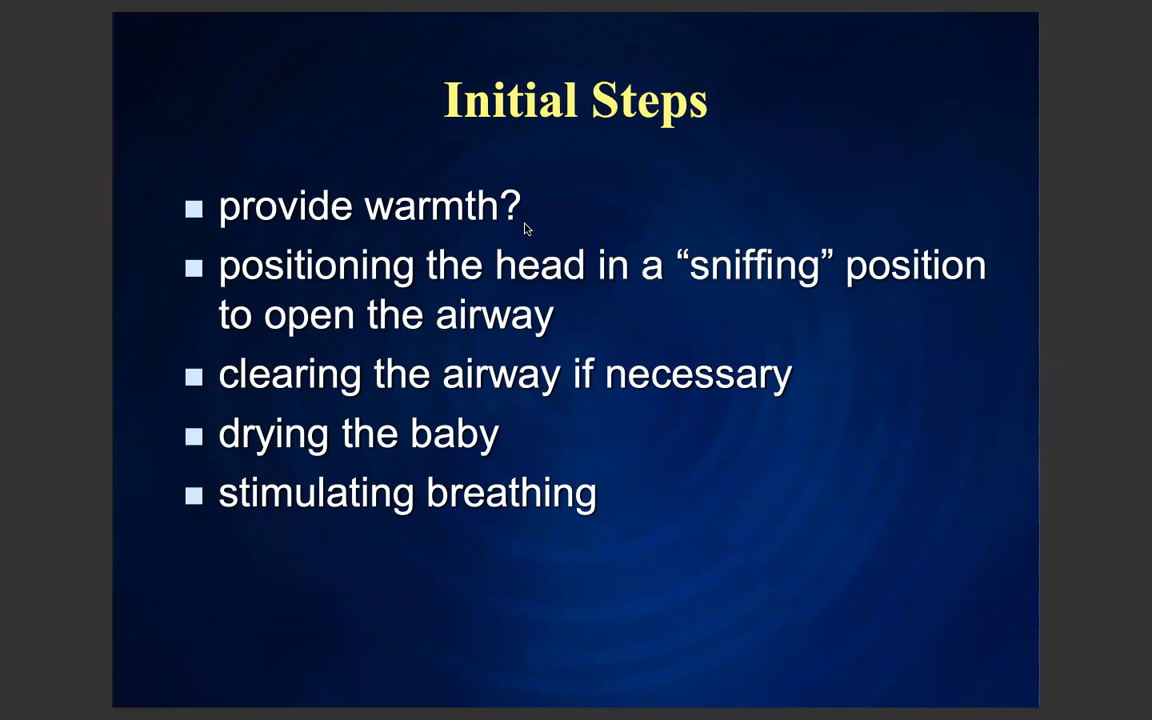 Initial Steps
provide warmth?
positioning the head in a “sniffing” position
to open the airway
clearing the airway if necessary
drying the baby
stimulating breathing